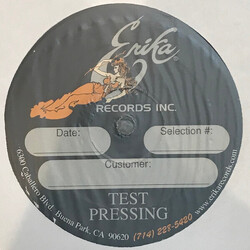 Erika
RECORDS INC.
Date:
Selection #:
Customer:
TEST
PRESSING
6300 Caballero Blvd · Buena Park, CA 90620 (714) 228-5420 www.erikarecords.com